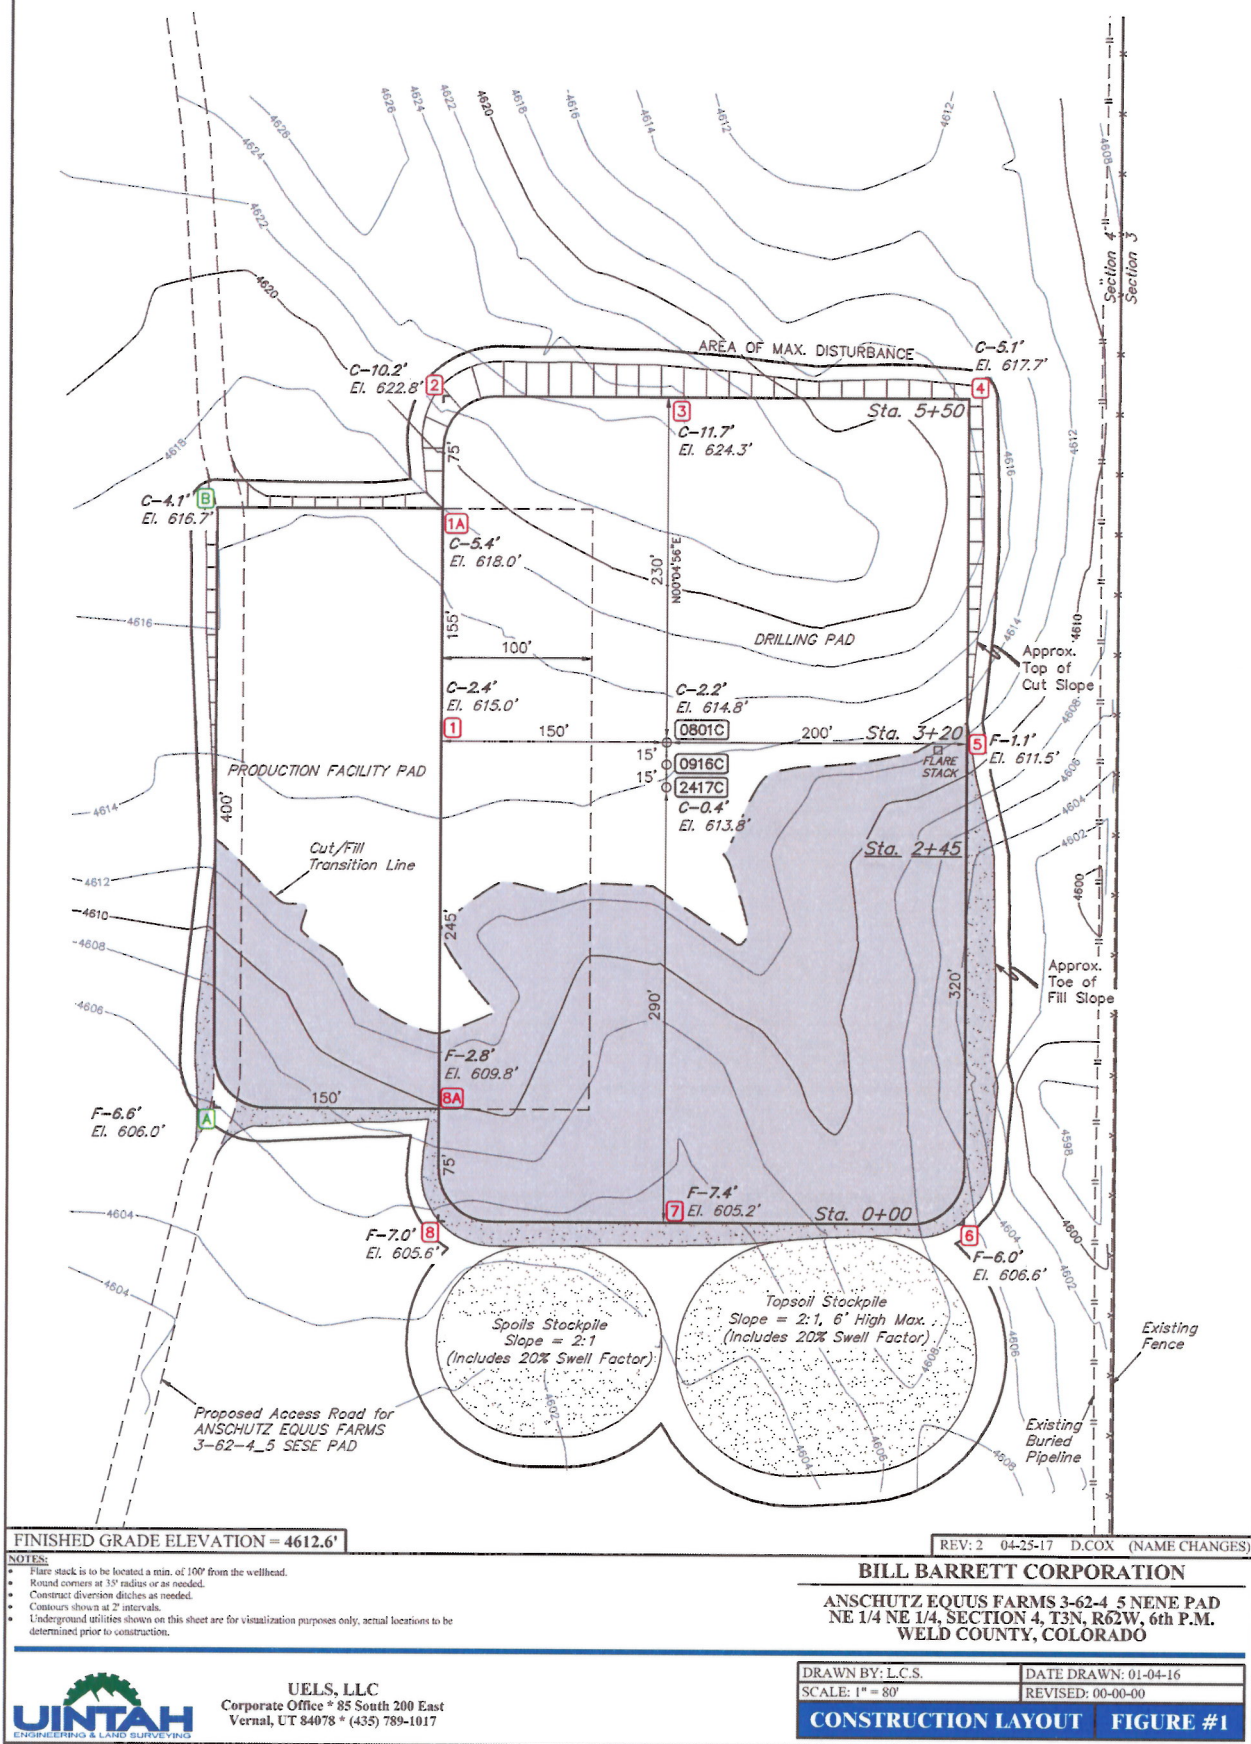 4626
4624
4622
4620
4618
4616
4614
4612
4612
4608
4626
4624
4622
4620
4618
Section 4
Section 3
AREA OF MAX. DISTURBANCE
C-5.1'
El. 617.7'
4
C-10.2'
El. 622.8'
2
3
Sta. 5+50
C-11.7'
El. 624.3'
75'
4612
4616
C-4.1'
El. 616.7'
B
1A
C-5.4'
El. 618.0'
230'
N00°04'56"E
4616
155'
100'
DRILLING PAD
4614
4610
Approx.
Top of
Cut Slope
C-2.4'
El. 615.0'
C-2.2'
El. 614.8'
4608
1
150'
0801C
200'
Sta. 3+20
5
F-1.1'
El. 611.5'
15'
0916C
FLARE
STACK
15'
2417C
4606
PRODUCTION FACILITY PAD
C-0.4'
El. 613.8'
4604
4614
400'
4602
Cut/Fill
Transition Line
Sta. 2+45
4612
4600
4610
245'
4608
Approx.
Toe of
Fill Slope
320'
4606
290'
F-2.8'
El. 609.8'
8A
150'
F-6.6'
El. 606.0'
A
4598
75'
F-7.4'
El. 605.2'
7
Sta. 0+00
4604
F-7.0'
El. 605.6'
8
6
4604
4600
F-6.0'
El. 606.6'
4602
4604
Topsoil Stockpile
Slope = 2:1, 6' High Max.
(Includes 20% Swell Factor)
Spoils Stockpile
Slope = 2:1
(Includes 20% Swell Factor)
4608
4606
Existing
Fence
4602
Proposed Access Road for
ANSCHUTZ EQUUS FARMS
3-62-4_5 SESE PAD
Existing
Buried
Pipeline
4604
4606
4608
FINISHED GRADE ELEVATION = 4612.6'
REV: 2 04-25-17 D.COX (NAME CHANGES)
NOTES:
• Flare stack is to be located a min. of 100' from the wellhead.
• Round corners at 35' radius or as needed.
• Construct diversion ditches as needed.
• Contours shown at 2' intervals.
• Underground utilities shown on this sheet are for visualization purposes only, actual locations to be
determined prior to construction.
BILL BARRETT CORPORATION
ANSCHUTZ EQUUS FARMS 3-62-4_5 NENE PAD
NE 1/4 NE 1/4, SECTION 4, T3N, R62W, 6th P.M.
WELD COUNTY, COLORADO
UINTAH
ENGINEERING & LAND SURVEYING
UELS, LLC
Corporate Office * 85 South 200 East
Vernal, UT 84078 * (435) 789-1017
DRAWN BY: L.C.S.
DATE DRAWN: 01-04-16
SCALE: 1" = 80'
REVISED: 00-00-00
CONSTRUCTION LAYOUT
FIGURE #1